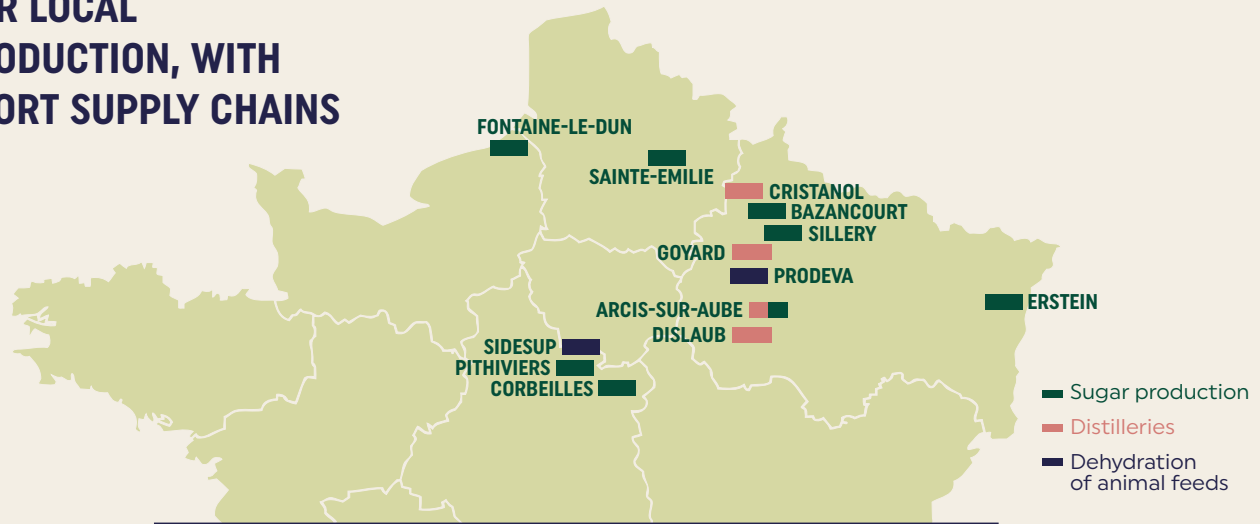 R LOCAL
ODUCTION, WITH
ORT SUPPLY CHAINS
FONTAINE-LE-DUN
SAINTE-EMILIE
CRISTANOL
BAZANCOURT
SILLERY
GOYARD
PRODEVA
ARCIS-SUR-AUBE
ERSTEIN
DISLAUB
SIDESUP
PITHIVIERS
CORBEILLES
Sugar production
Distilleries
Dehydration
of animal feeds